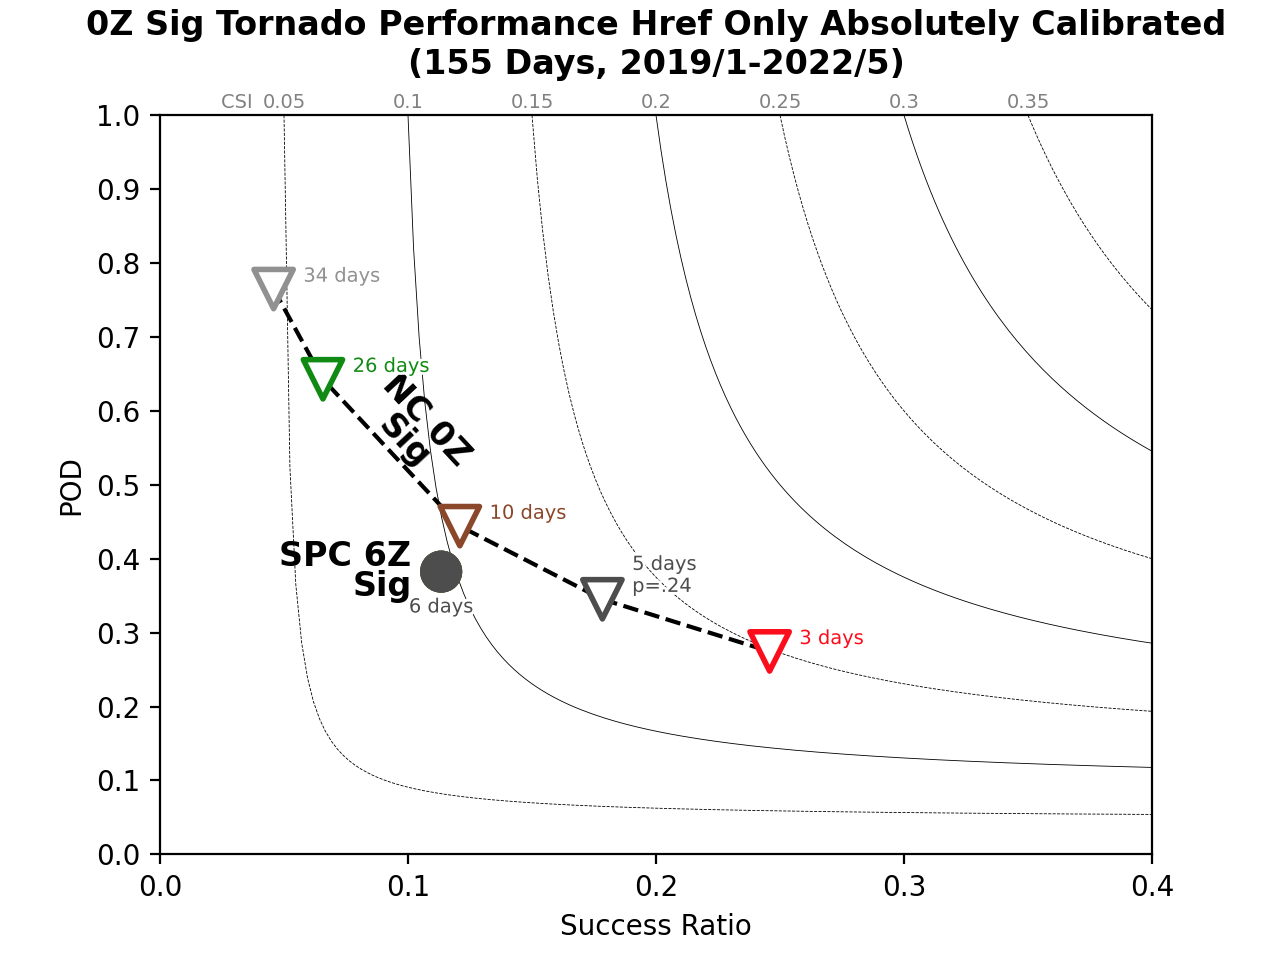 0Z Sig Tornado Performance Href Only Absolutely Calibrated
(155 Days, 2019/1-2022/5)
CSI 0.05 0.1 0.15 0.2 0.25 0.3 0.35
1.0
0.9
0.8
34 days
0.7
26 days
NC 0Z
Sig
0.6
POD
0.5
10 days
SPC 6Z
Sig
6 days
0.4
5 days
p=.24
0.3
3 days
0.2
0.1
0.0
0.0 0.1 0.2 0.3 0.4
Success Ratio